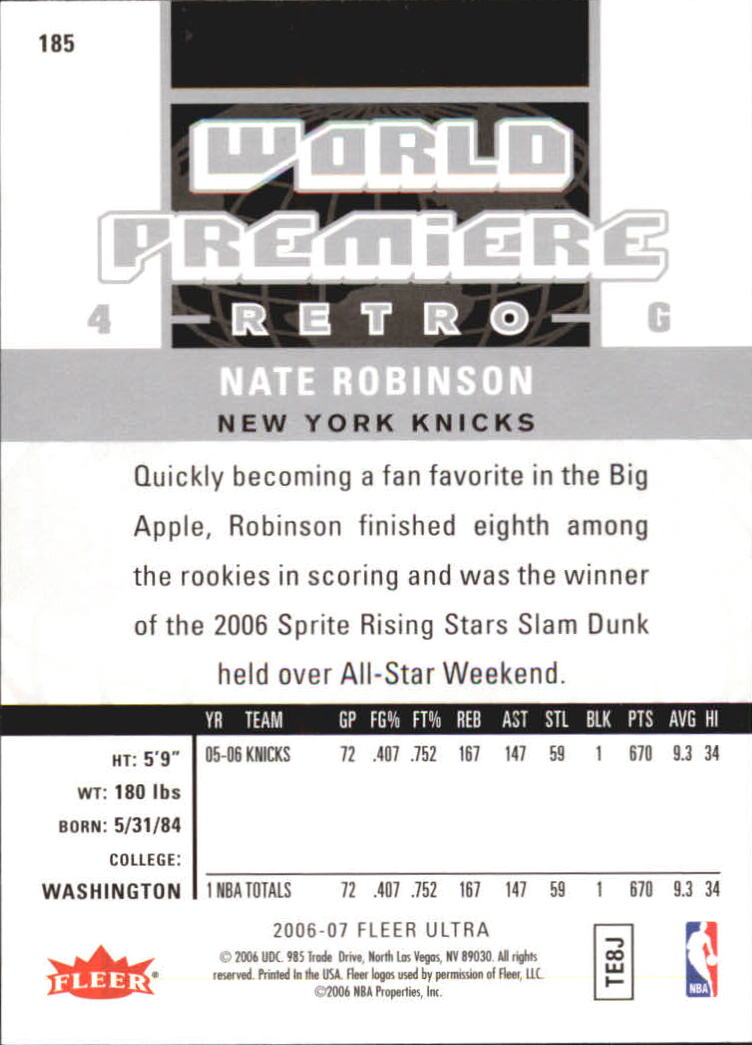 185
WORLD
PREMIERE
4 RETRO G
NATE ROBINSON
NEW YORK KNICKS
Quickly becoming a fan favorite in the Big
Apple, Robinson finished eighth among
the rookies in scoring and was the winner
of the 2006 Sprite Rising Stars Slam Dunk
held over All-Star Weekend.
YR TEAM GP FG% FT% REB AST STL BLK PTS AVG HI
HT: 5'9" 05-06 KNICKS 72 .407 .752 167 147 59 1 670 9.3 34
WT: 180 lbs
BORN: 5/31/84
COLLEGE:
WASHINGTON 1 NBA TOTALS 72 .407 .752 167 147 59 1 670 9.3 34
2006-07 FLEER ULTRA
© 2006 UDC. 985 Trade Drive, North Las Vegas, NV 89030. All rights
reserved. Printed in the USA. Fleer logos used by permission of Fleer, LLC.
©2006 NBA Properties, Inc.
FLEER®
TE8J
NBA